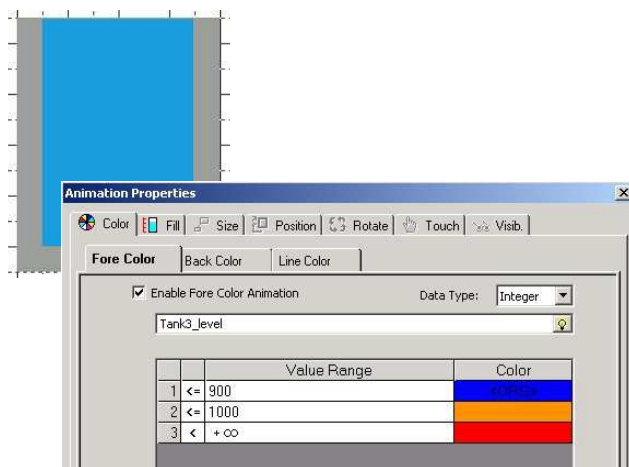 Animation Properties
Color Fill Size Position Rotate Touch Visib.
Fore Color Back Color Line Color
Enable Fore Color Animation Data Type: Integer
Tank3_level
Value Range Color
1 <= 900
2 <= 1000
3 < +∞